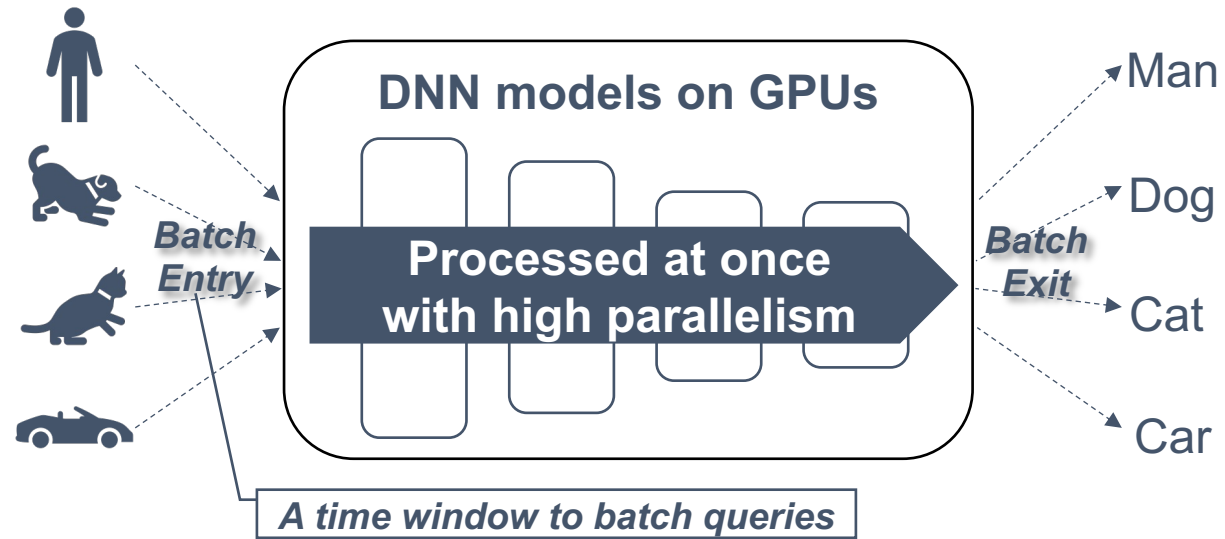 DNN models on GPUs
Man
Dog
Batch
Entry
Processed at once
with high parallelism
Batch
Exit
Cat
Car
A time window to batch queries